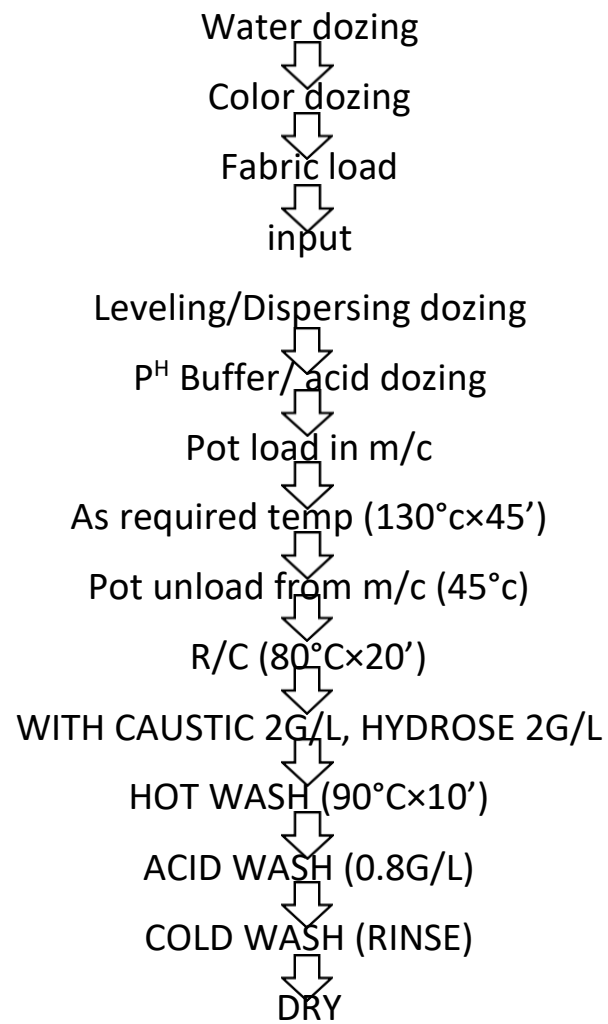 Water dozing
Color dozing
Fabric load
input
Leveling/Dispersing dozing
Pᴴ Buffer/ acid dozing
Pot load in m/c
As required temp (130°c×45’)
Pot unload from m/c (45°c)
R/C (80°C×20’)
WITH CAUSTIC 2G/L, HYDROSE 2G/L
HOT WASH (90°C×10’)
ACID WASH (0.8G/L)
COLD WASH (RINSE)
DRY